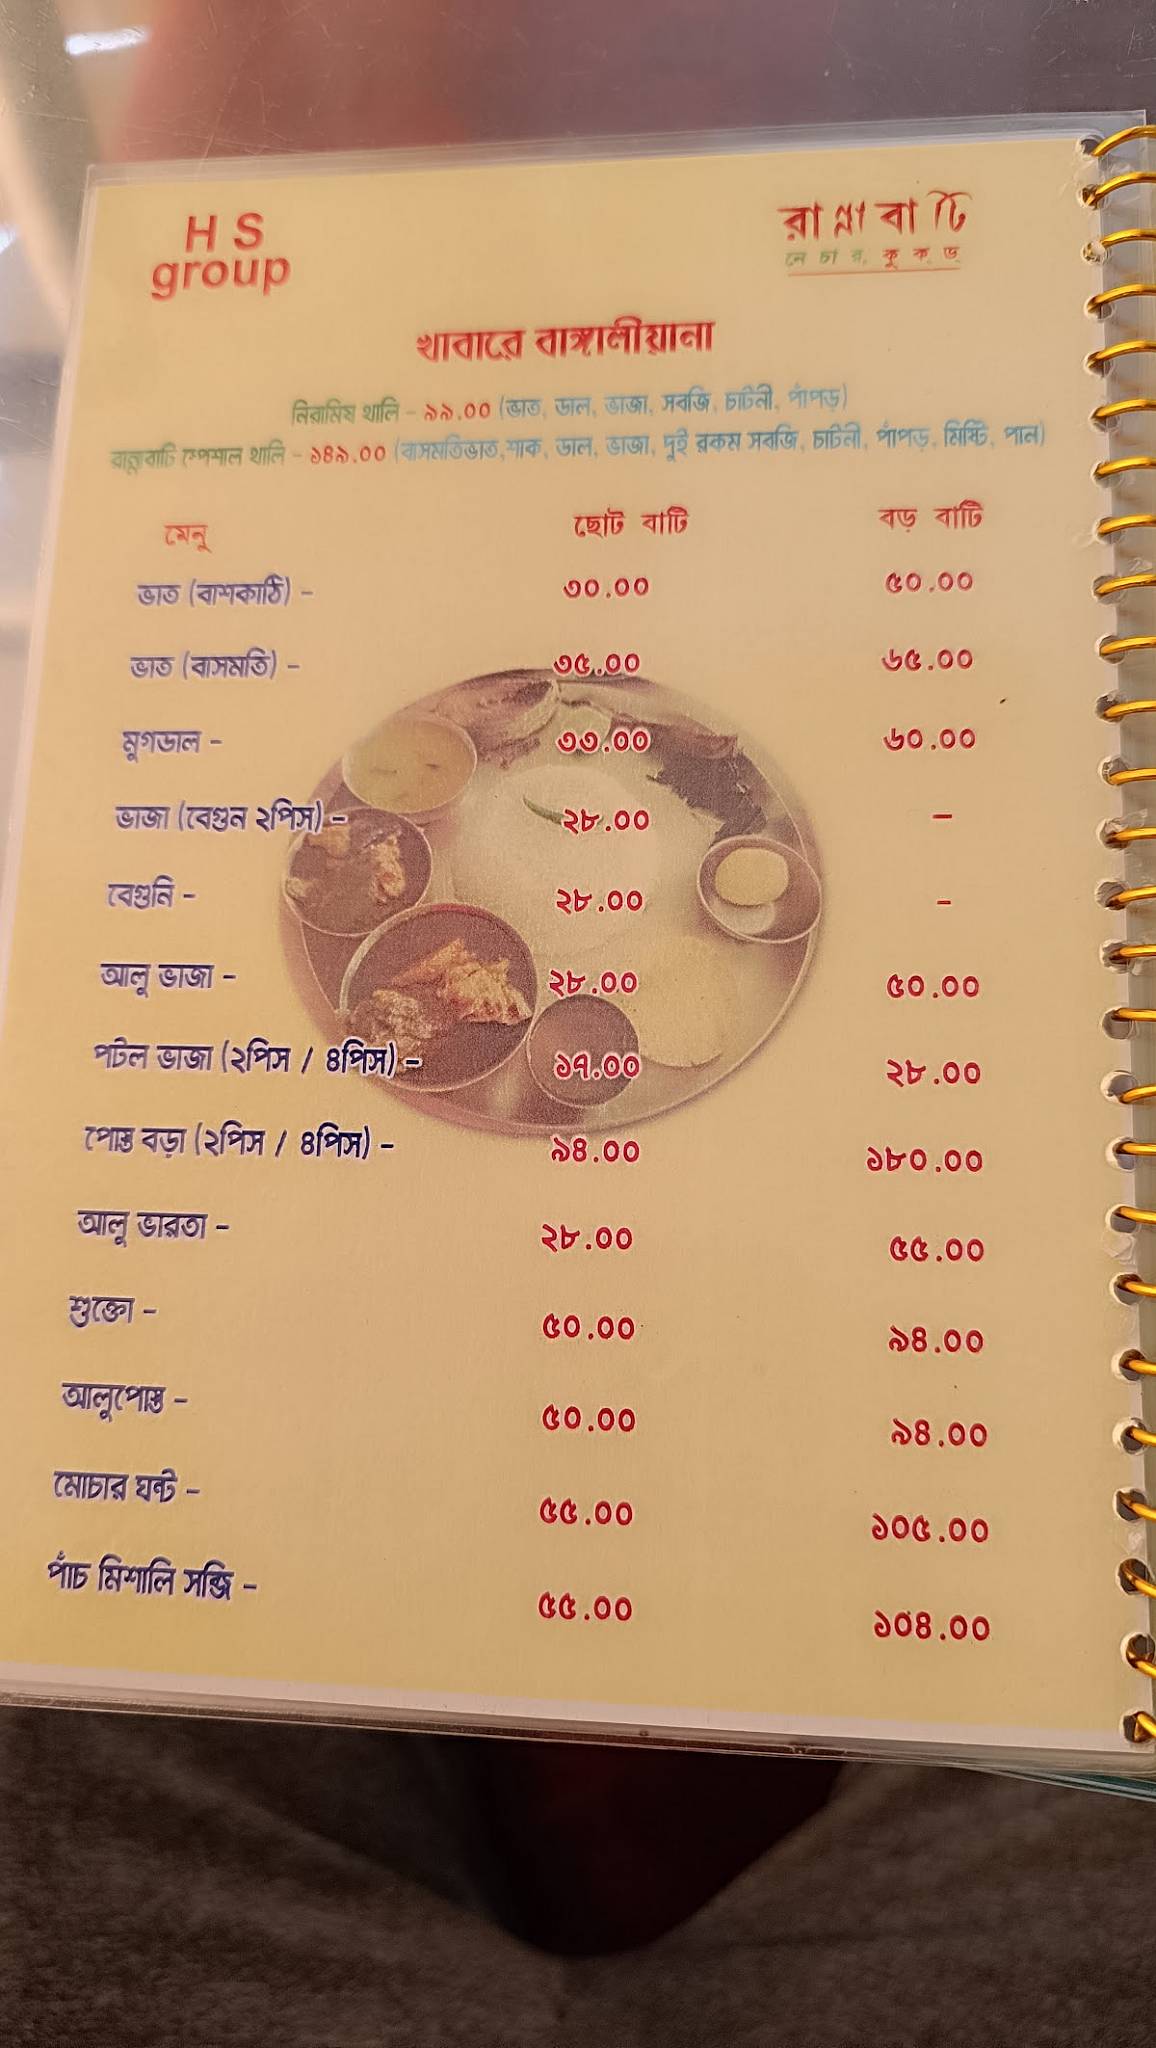 H S
group
রান্নাবাটি
নেচার কুকড
খাবারে বাঙ্গালীয়ানা
নিরামিষ থালি - ৯৯.০০ (ভাত, ডাল, ভাজা, সবজি, চাটনী, পাঁপড়)
রান্নাবাটি স্পেশাল থালি - ১৪৯.০০ (বাসমতিভাত, শাক, ডাল, ভাজা, দুই রকম সবজি, চাটনী, পাঁপড়, মিষ্টি, পান)
মেনু ছোট বাটি বড় বাটি
ভাত (বাশকাঠি) - ৩০.০০ ৫০.০০
ভাত (বাসমতি) - ৩৫.০০ ৬৫.০০
মুগডাল - ৩৩.০০ ৬০.০০
ভাজা (বেগুন ২পিস) - ২৮.০০ -
বেগুনি - ২৮.০০ -
আলু ভাজা - ২৮.০০ ৫০.০০
পটল ভাজা (২পিস / ৪পিস) - ১৭.০০ ২৮.০০
পোস্ত বড়া (২পিস / ৪পিস) - ৯৪.০০ ১৮০.০০
আলু ভারতা - ২৮.০০ ৫৫.০০
শুক্তো - ৫০.০০ ৯৪.০০
আলুপোস্ত - ৫০.০০ ৯৪.০০
মোচার ঘন্ট - ৫৫.০০ ১০৫.০০
পাঁচ মিশালি সব্জি - ৫৫.০০ ১০৪.০০